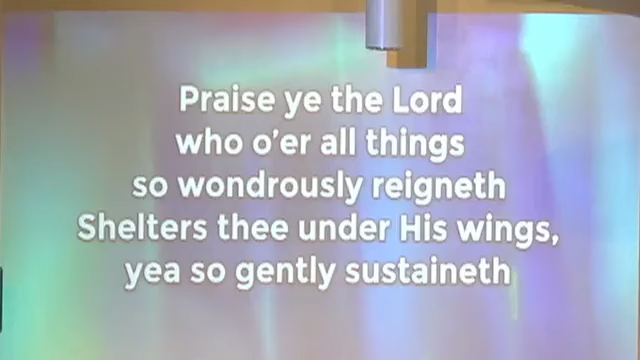 Praise ye the Lord
who o'er all things
so wondrously reigneth
Shelters thee under His wings,
yea so gently sustaineth